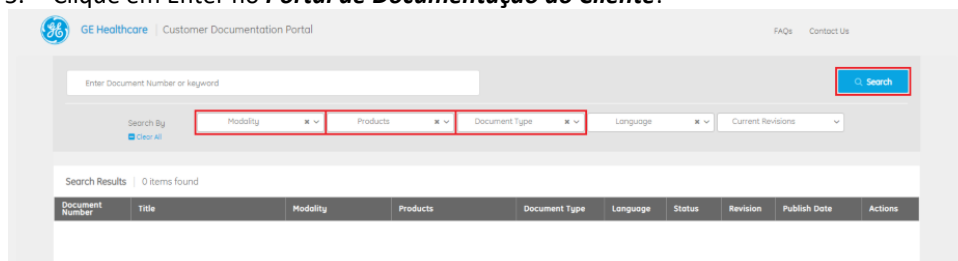 Clique em Enter no Portal de Documentação do Cliente.
GE Healthcare | Customer Documentation Portal FAQs Contact Us
Enter Document Number or keyword Search
Search By Modality Products Document Type Language Current Revisions
Clear All
Search Results | 0 items found
Document Number Title Modality Products Document Type Language Status Revision Publish Date Actions